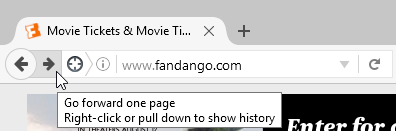 Movie Tickets & Movie Ti...
www.fandango.com
Go forward one page
Right-click or pull down to show history
Enter for